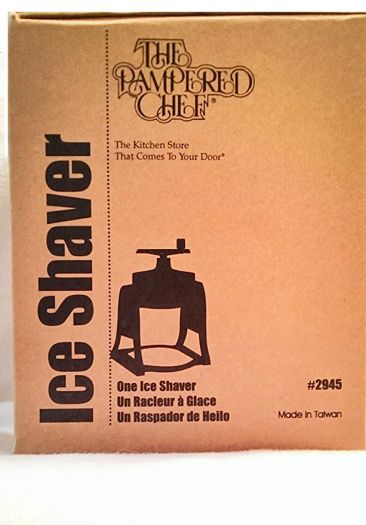 THE
PAMPERED
CHEF®
The Kitchen Store
That Comes To Your Door®
Ice Shaver
One Ice Shaver
Un Racleur à Glace
Un Raspador de Heilo
#2945
Made in Taiwan